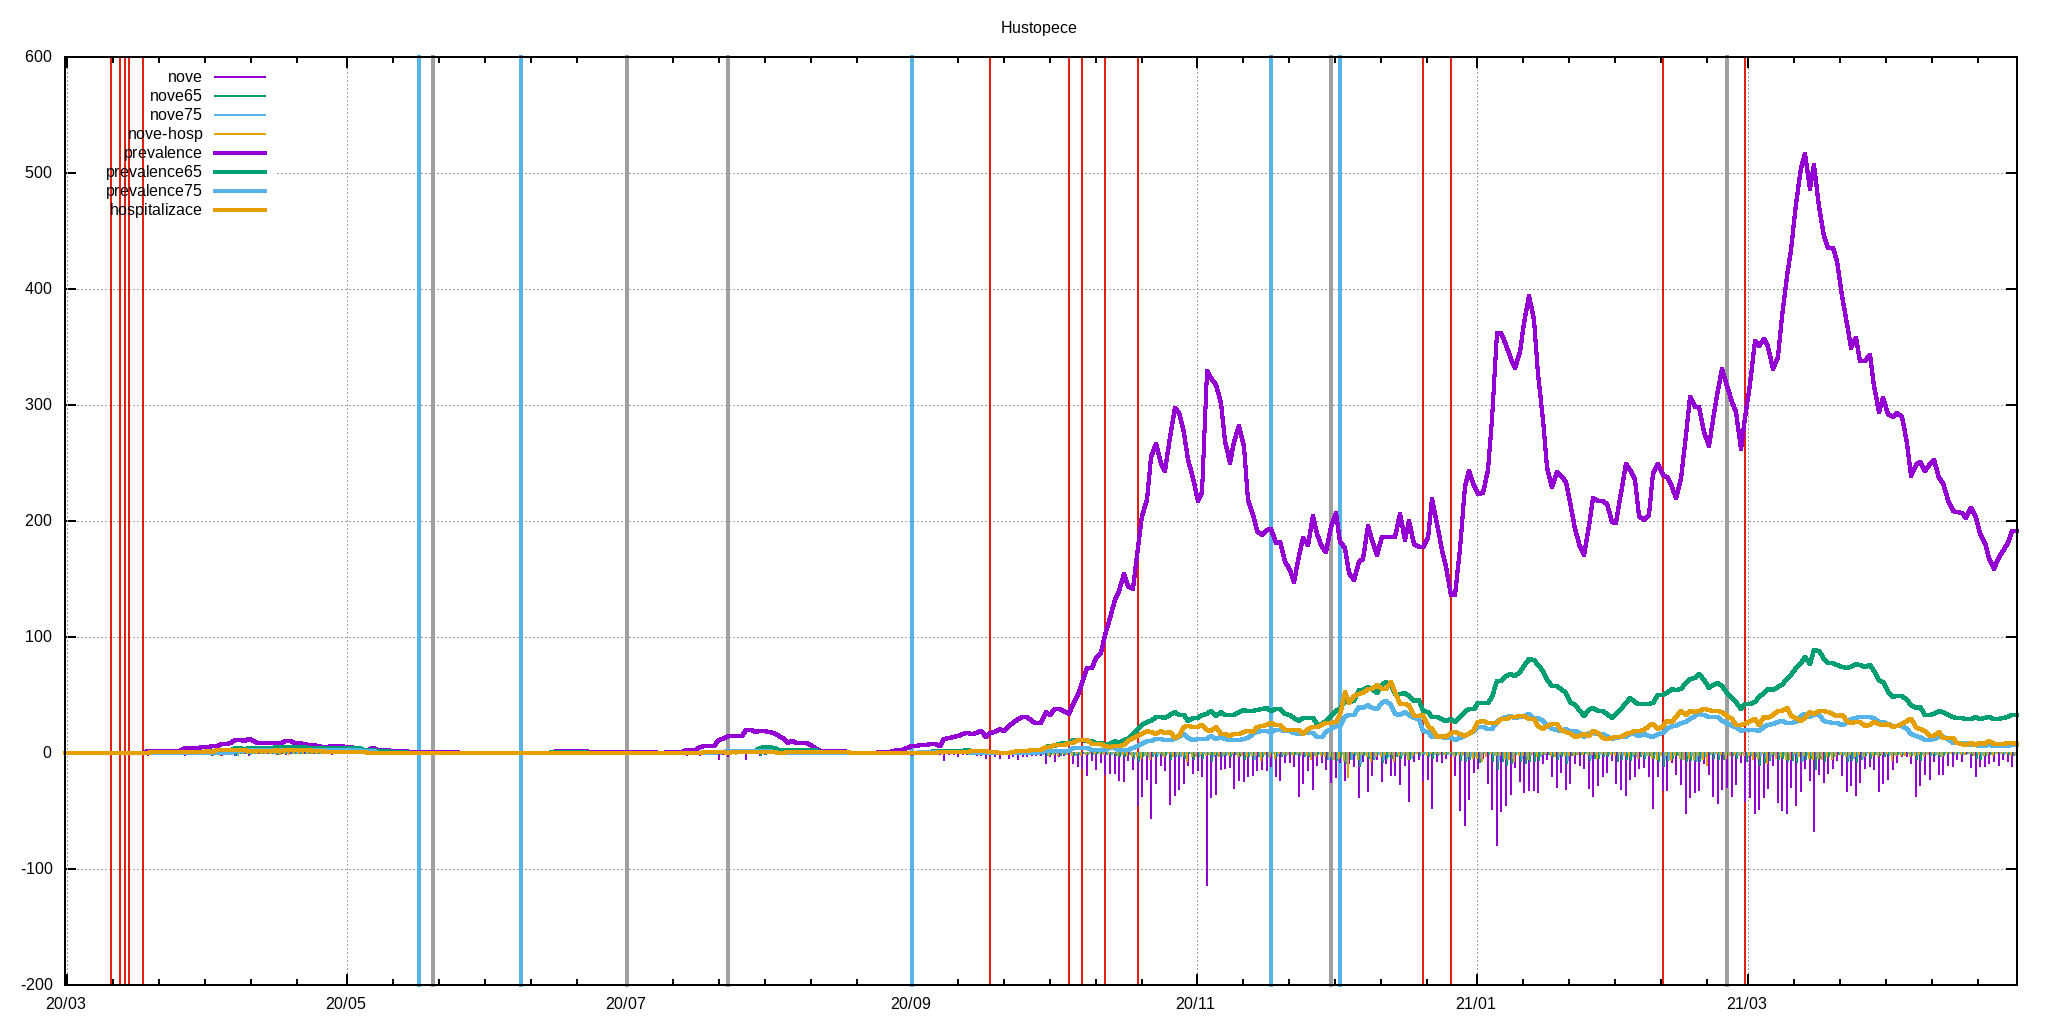 Hustopece
600
500
400
300
200
100
0
-100
-200
nove
nove65
nove75
nove-hosp
prevalence
prevalence65
prevalence75
hospitalizace
20/03 20/05 20/07 20/09 20/11 21/01 21/03